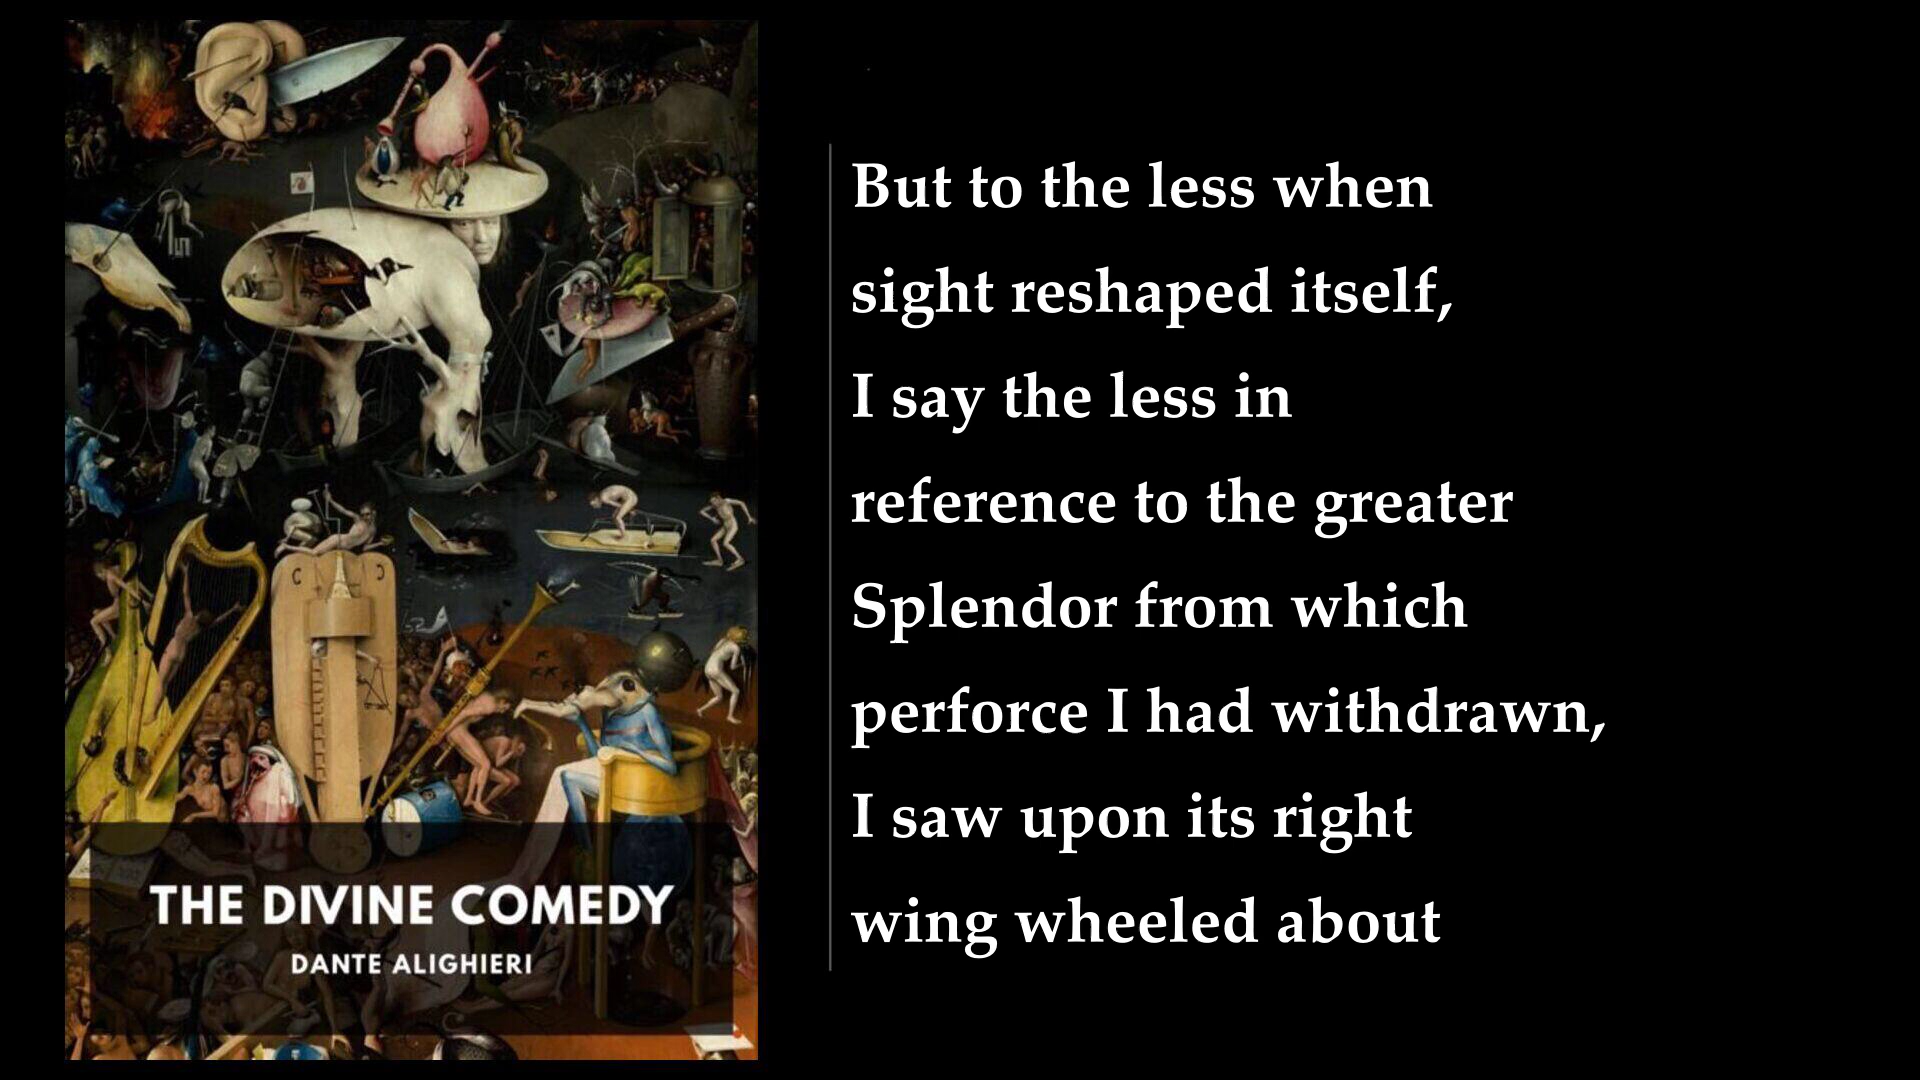 THE DIVINE COMEDY
DANTE ALIGHIERI
But to the less when
sight reshaped itself,
I say the less in
reference to the greater
Splendor from which
perforce I had withdrawn,
I saw upon its right
wing wheeled about